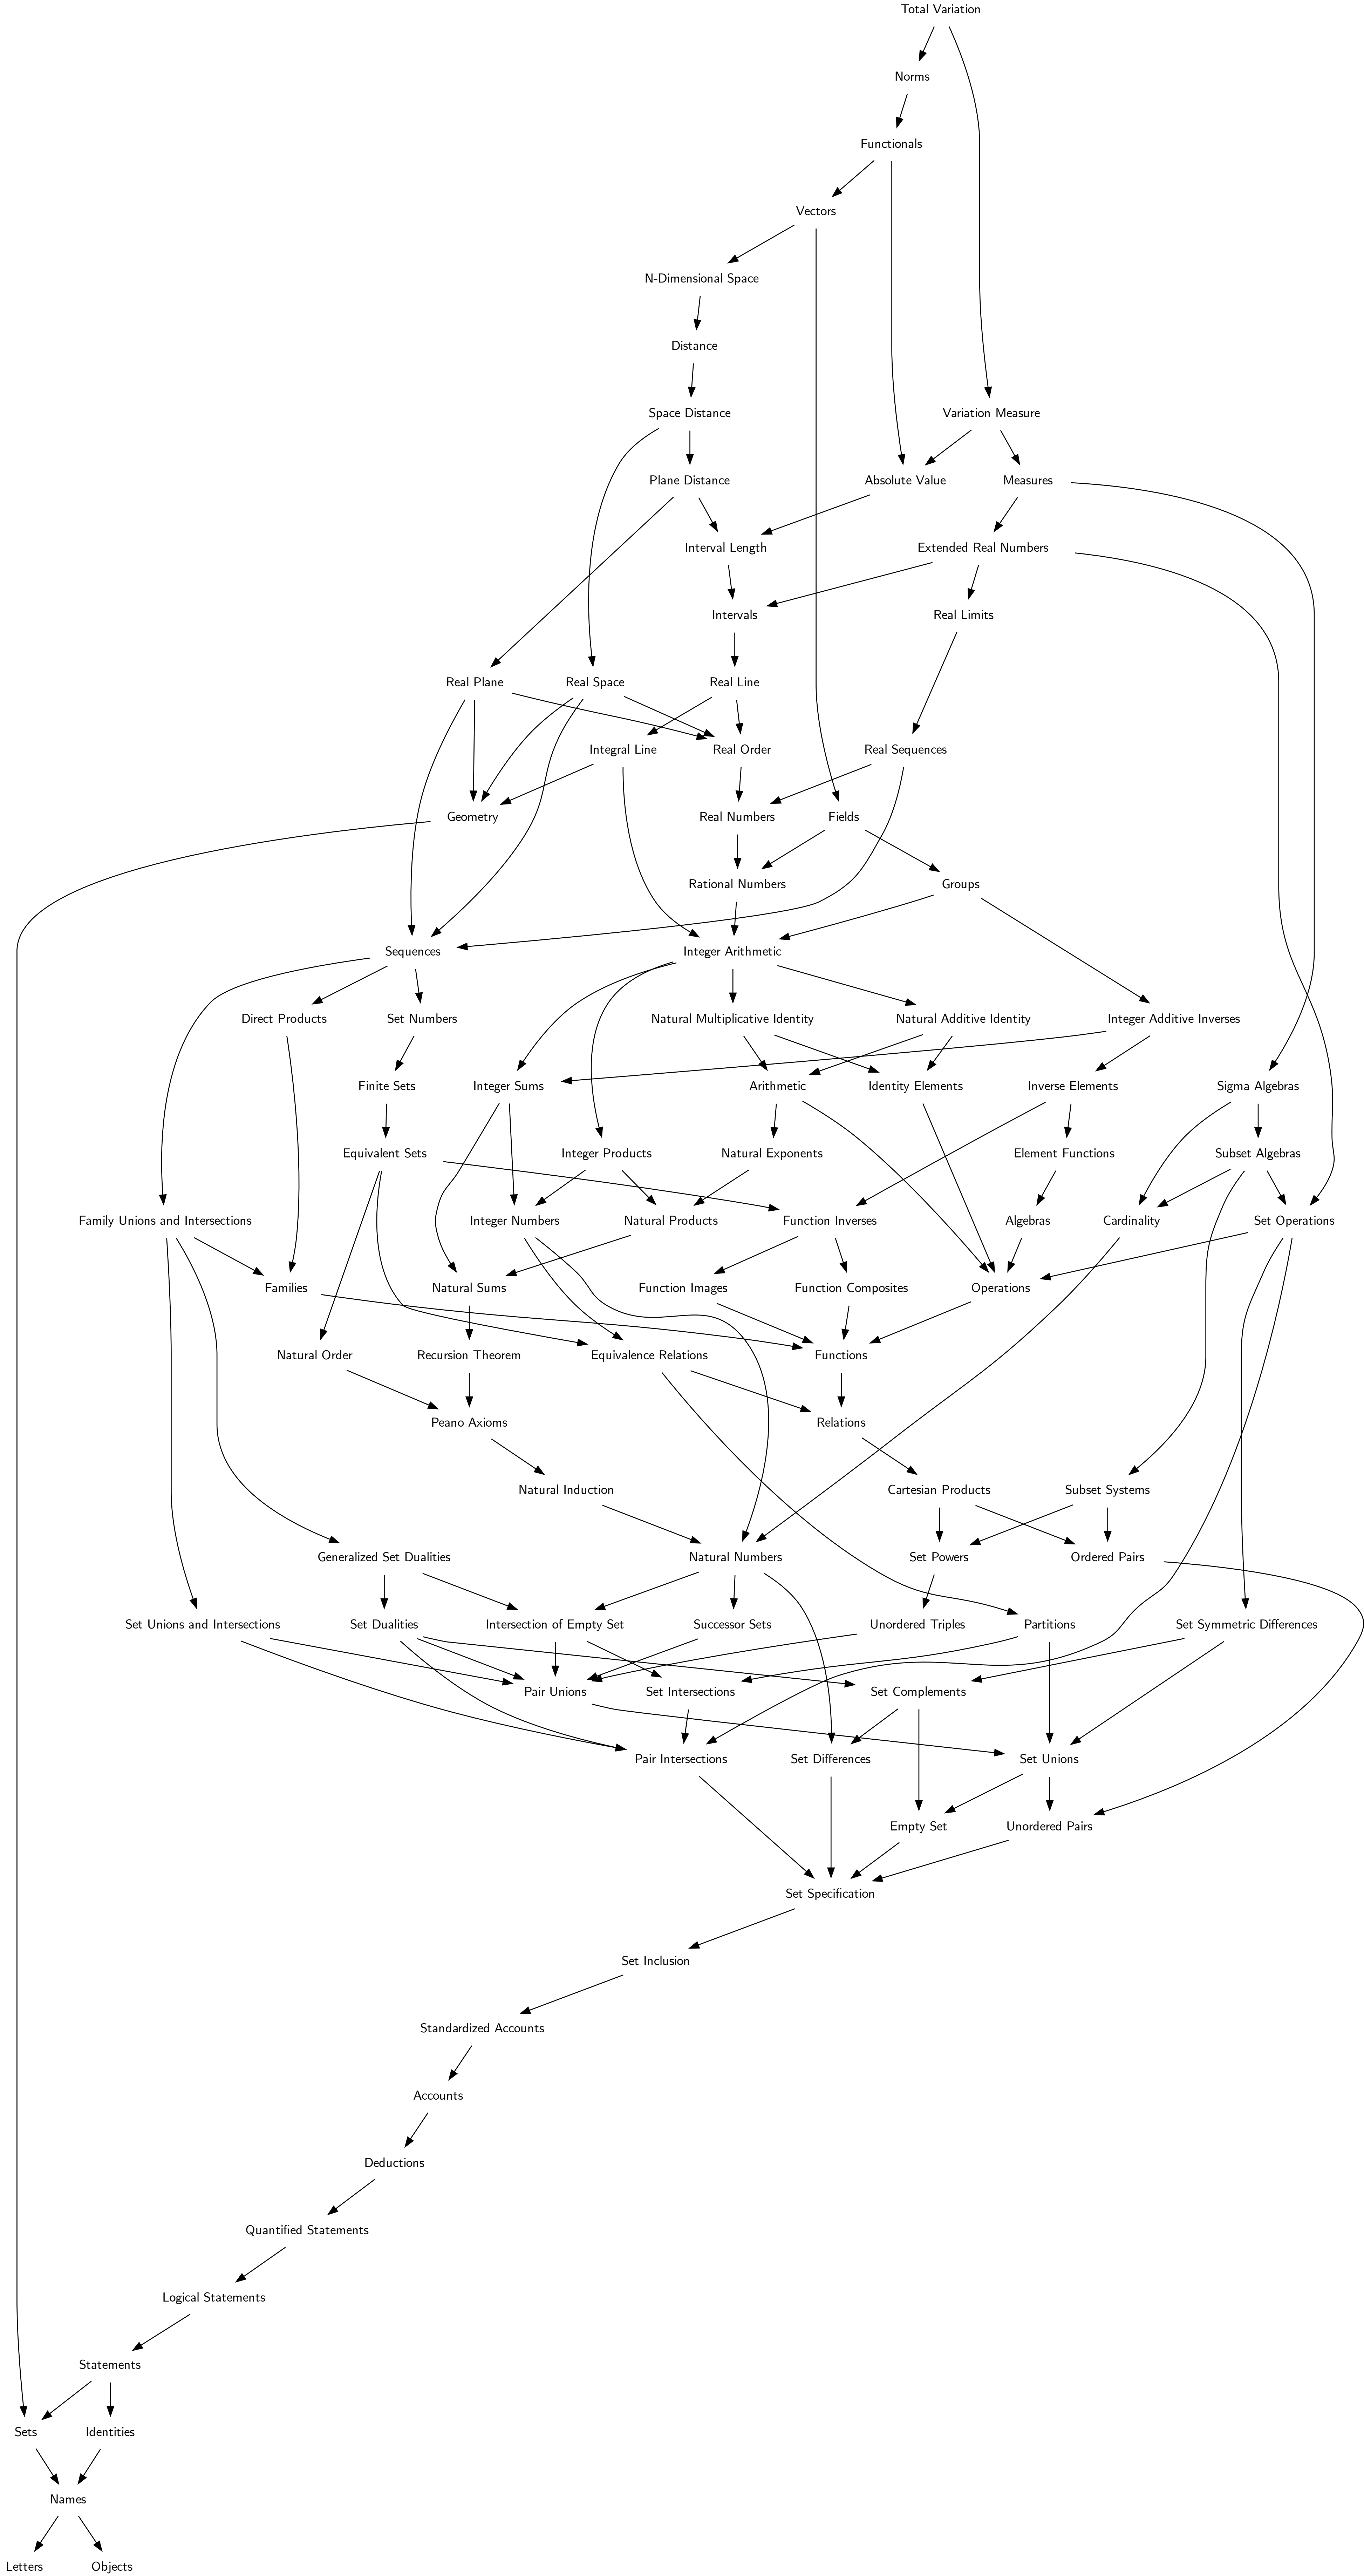 Total Variation
Norms
Functionals
Vectors
N-Dimensional Space
Distance
Space Distance
Variation Measure
Plane Distance
Absolute Value
Measures
Interval Length
Extended Real Numbers
Intervals
Real Limits
Real Plane
Real Space
Real Line
Integral Line
Real Order
Real Sequences
Geometry
Real Numbers
Fields
Rational Numbers
Groups
Sequences
Integer Arithmetic
Direct Products
Set Numbers
Natural Multiplicative Identity
Natural Additive Identity
Integer Additive Inverses
Finite Sets
Integer Sums
Arithmetic
Identity Elements
Inverse Elements
Sigma Algebras
Equivalent Sets
Integer Products
Natural Exponents
Element Functions
Subset Algebras
Family Unions and Intersections
Integer Numbers
Natural Products
Function Inverses
Algebras
Cardinality
Set Operations
Families
Natural Sums
Function Images
Function Composites
Operations
Natural Order
Recursion Theorem
Equivalence Relations
Functions
Peano Axioms
Relations
Natural Induction
Cartesian Products
Subset Systems
Generalized Set Dualities
Natural Numbers
Set Powers
Ordered Pairs
Set Unions and Intersections
Set Dualities
Intersection of Empty Set
Successor Sets
Unordered Triples
Partitions
Set Symmetric Differences
Pair Unions
Set Intersections
Set Complements
Pair Intersections
Set Differences
Set Unions
Empty Set
Unordered Pairs
Set Specification
Set Inclusion
Standardized Accounts
Accounts
Deductions
Quantified Statements
Logical Statements
Statements
Sets
Identities
Names
Letters
Objects